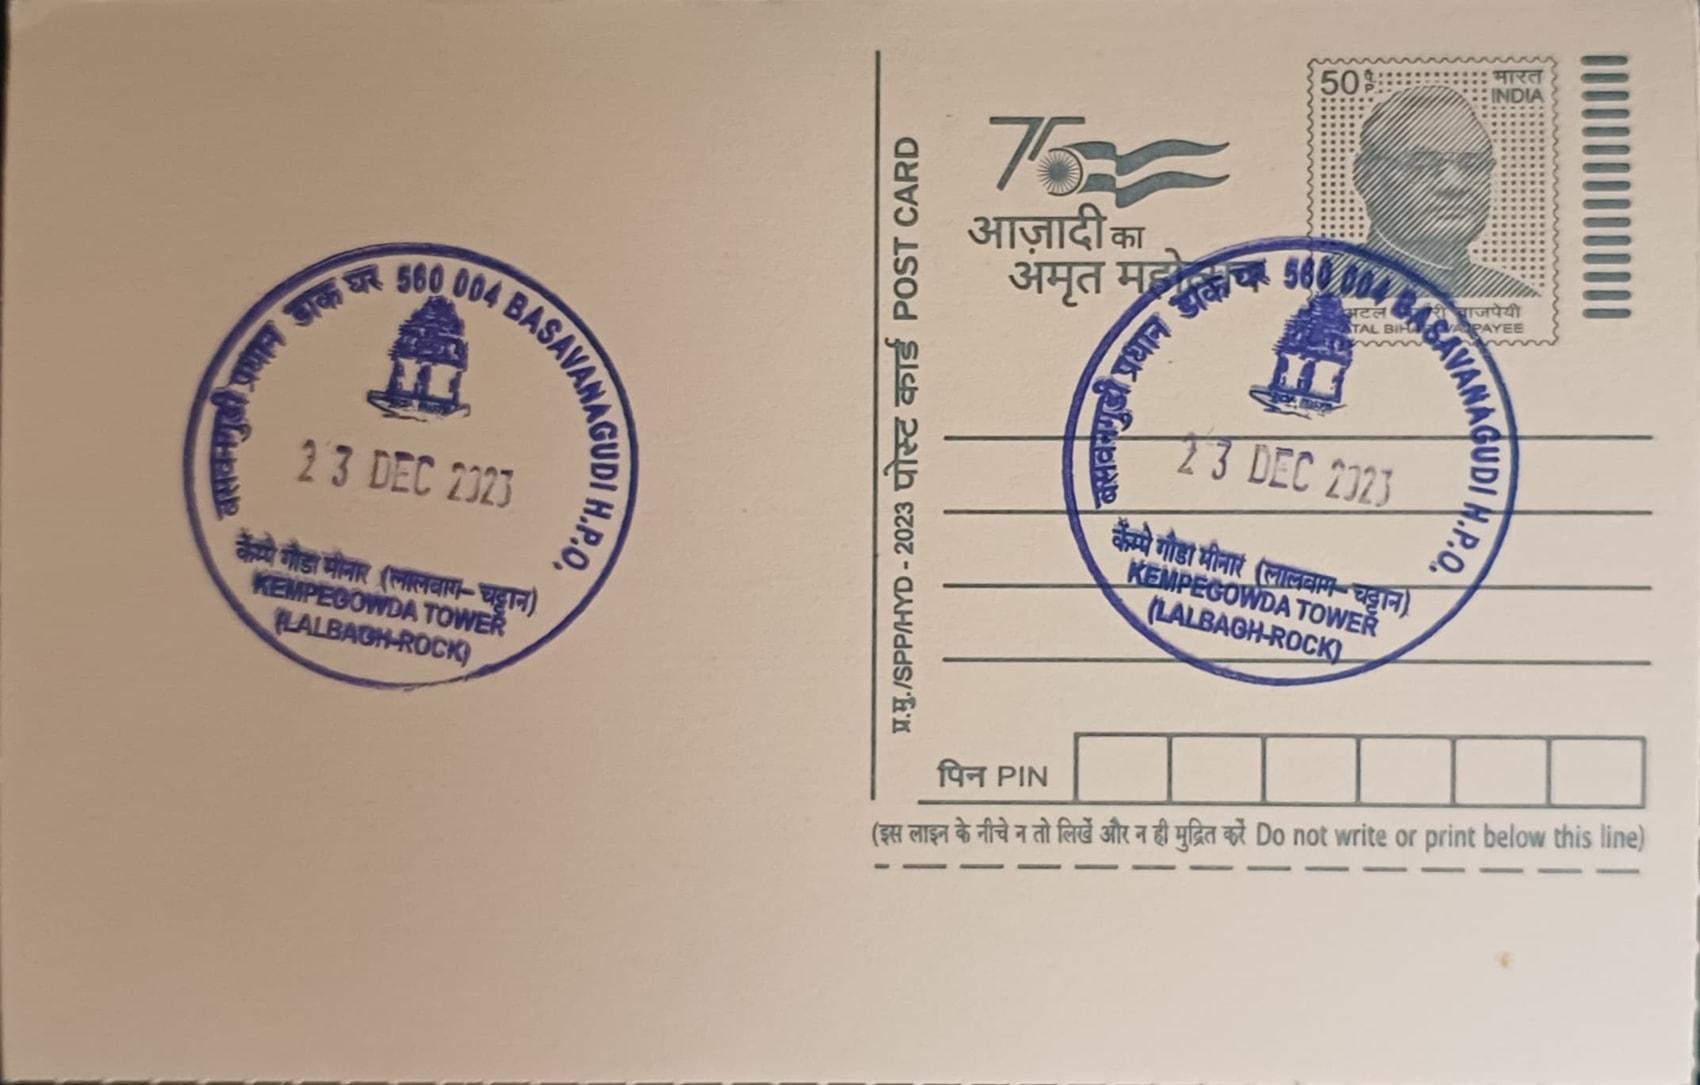 बसवनगुडी प्रधान डाक घर 560 004 BASAVANAGUDI H.P.O.
23 DEC 2023
केंम्पे गौडा मीनार (लालबाग-चट्टान)
KEMPEGOWDA TOWER
(LALBAGH-ROCK)
प्र.मु./SPP/HYD - 2023 पोस्ट कार्ड POST CARD
75
आज़ादी का
अमृत महोत्सव
50 पै. P.
भारत
INDIA
अटल बिहारी वाजपेयी
ATAL BIHARI VAJPAYEE
बसवनगुडी प्रधान डाक घर 560 004 BASAVANAGUDI H.P.O.
23 DEC 2023
केंम्पे गौडा मीनार (लालबाग-चट्टान)
KEMPEGOWDA TOWER
(LALBAGH-ROCK)
पिन PIN
(इस लाइन के नीचे न तो लिखें और न ही मुद्रित करें Do not write or print below this line)